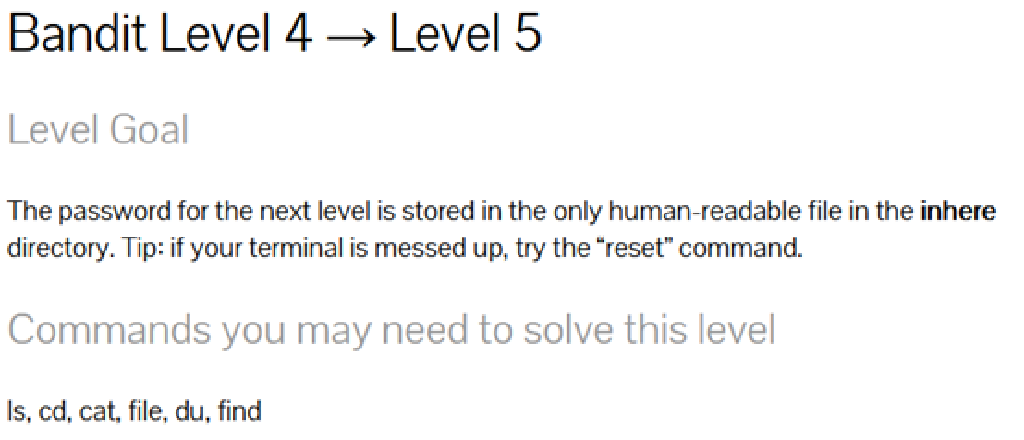 Bandit Level 4 → Level 5
Level Goal
The password for the next level is stored in the only human-readable file in the inhere
directory. Tip: if your terminal is messed up, try the “reset” command.
Commands you may need to solve this level
ls, cd, cat, file, du, find